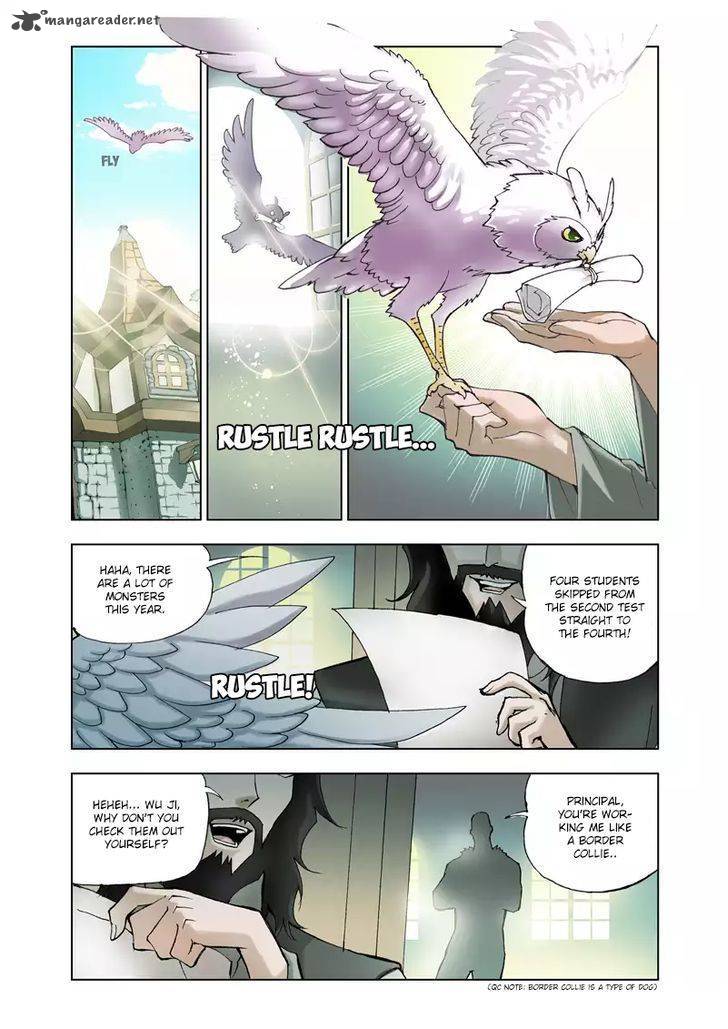 mangareader.net
FLY
RUSTLE RUSTLE...
HAHA, THERE
ARE A LOT OF
MONSTERS
THIS YEAR.
FOUR STUDENTS
SKIPPED FROM
THE SECOND TEST
STRAIGHT TO
THE FOURTH!
RUSTLE!
HEHEH... WU JI,
WHY DON'T YOU
CHECK THEM OUT
YOURSELF?
PRINCIPAL,
YOU'RE WOR-
KING ME LIKE
A BORDER
COLLIE..
(QC NOTE: BORDER COLLIE IS A TYPE OF DOG)